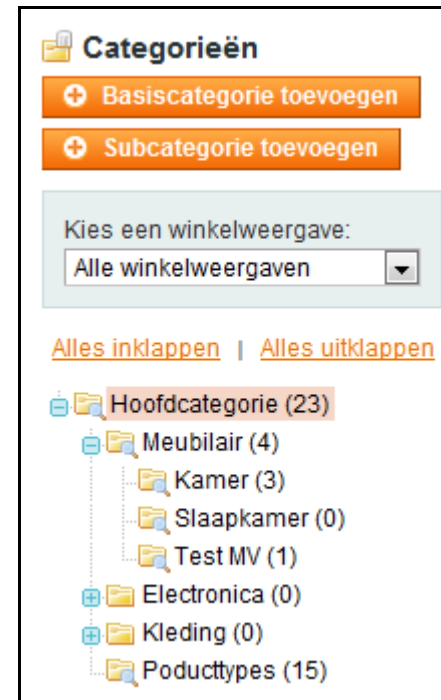 Categorieën
Basiscategorie toevoegen
Subcategorie toevoegen
Kies een winkelweergave:
Alle winkelweergaven
Alles inklappen | Alles uitklappen
Hoofdcategorie (23)
Meubilair (4)
Kamer (3)
Slaapkamer (0)
Test MV (1)
Electronica (0)
Kleding (0)
Poducttypes (15)